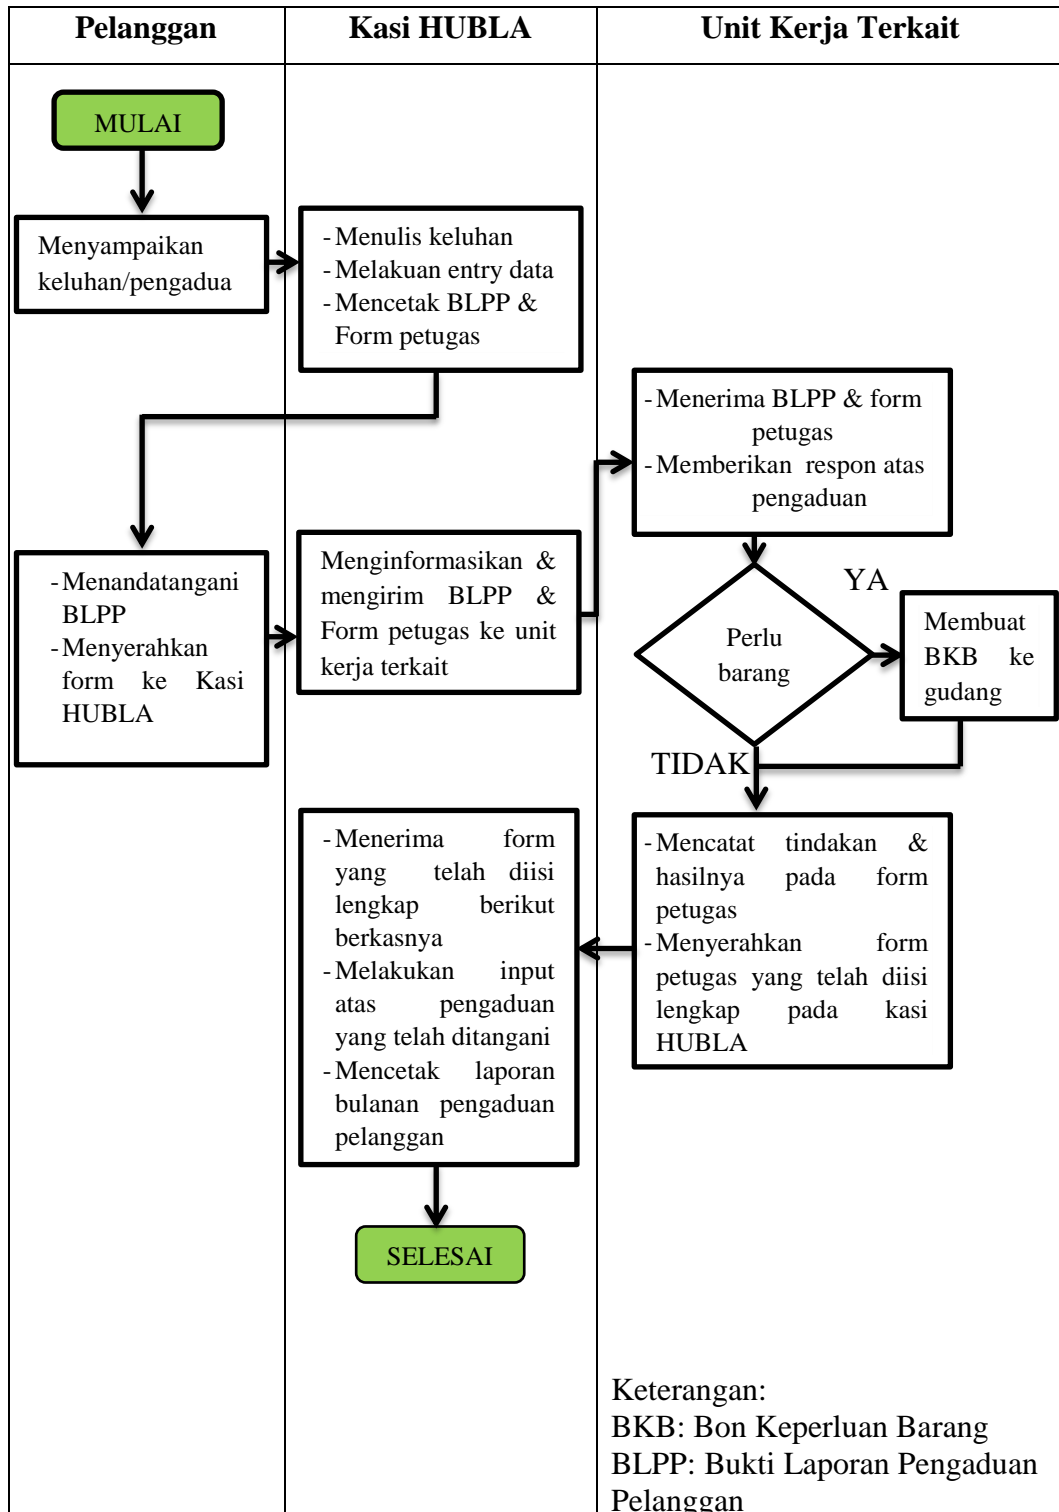 Pelanggan
Kasi HUBLA
Unit Kerja Terkait
MULAI
Menyampaikan
keluhan/pengadua
- Menulis keluhan
- Melakuan entry data
- Mencetak BLPP &
Form petugas
- Menerima BLPP & form
petugas
- Memberikan respon atas
pengaduan
- Menandatangani
BLPP
- Menyerahkan
form ke Kasi
HUBLA
Menginformasikan &
mengirim BLPP &
Form petugas ke unit
kerja terkait
Perlu
barang
YA
Membuat
BKB ke
gudang
TIDAK
- Menerima form
yang telah diisi
lengkap berikut
berkasnya
- Melakukan input
atas pengaduan
yang telah ditangani
- Mencetak laporan
bulanan pengaduan
pelanggan
- Mencatat tindakan &
hasilnya pada form
petugas
- Menyerahkan form
petugas yang telah diisi
lengkap pada kasi
HUBLA
SELESAI
Keterangan:
BKB: Bon Keperluan Barang
BLPP: Bukti Laporan Pengaduan
Pelanggan